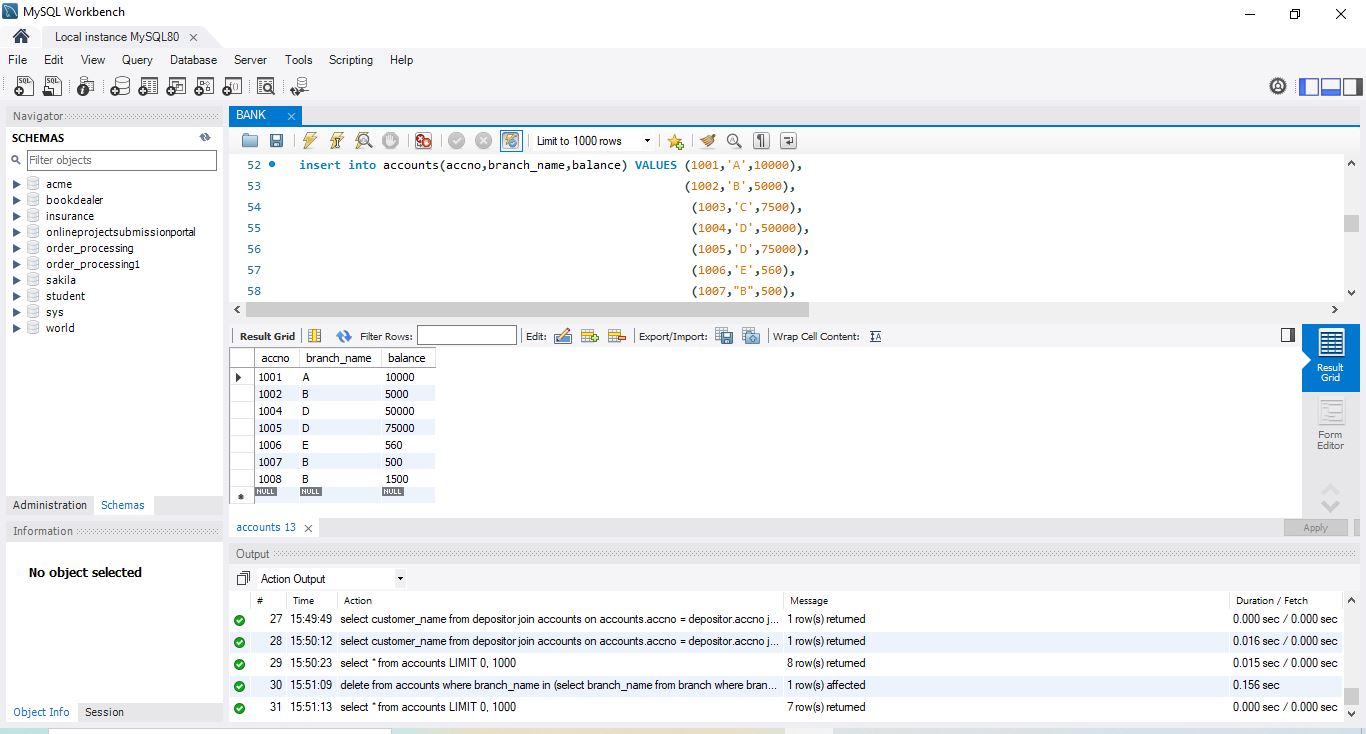 MySQL Workbench
Local instance MySQL80
File Edit View Query Database Server Tools Scripting Help
Navigator
SCHEMAS
Filter objects
acme
bookdealer
insurance
onlineprojectsubmissionportal
order_processing
order_processing1
sakila
student
sys
world
Administration Schemas
Information
No object selected
Object Info Session
BANK
Limit to 1000 rows
52 insert into accounts(accno,branch_name,balance) VALUES (1001,'A',10000),
53 (1002,'B',5000),
54 (1003,'C',7500),
55 (1004,'D',50000),
56 (1005,'D',75000),
57 (1006,'E',560),
58 (1007,"B",500),
Result Grid Filter Rows: Edit: Export/Import: Wrap Cell Content:
accno branch_name balance
1001 A 10000
1002 B 5000
1004 D 50000
1005 D 75000
1006 E 560
1007 B 500
1008 B 1500
NULL NULL NULL
Result
Grid
Form
Editor
accounts 13
Apply
Output
Action Output
# Time Action Message Duration / Fetch
27 15:49:49 select customer_name from depositor join accounts on accounts.accno = depositor.accno j... 1 row(s) returned 0.000 sec / 0.000 sec
28 15:50:12 select customer_name from depositor join accounts on accounts.accno = depositor.accno j... 1 row(s) returned 0.016 sec / 0.000 sec
29 15:50:23 select * from accounts LIMIT 0, 1000 8 row(s) returned 0.015 sec / 0.000 sec
30 15:51:09 delete from accounts where branch_name in (select branch_name from branch where bran... 1 row(s) affected 0.156 sec
31 15:51:13 select * from accounts LIMIT 0, 1000 7 row(s) returned 0.000 sec / 0.000 sec